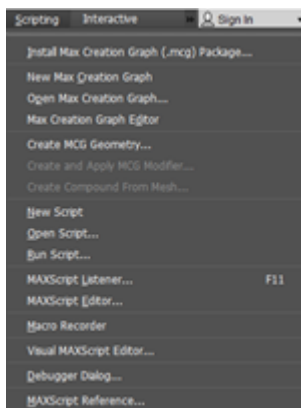 Scripting Interactive » Sign In
Install Max Creation Graph (.mcg) Package...
New Max Creation Graph
Open Max Creation Graph...
Max Creation Graph Editor
Create MCG Geometry...
Create and Apply MCG Modifier...
Create Compound From Mesh...
New Script
Open Script...
Run Script...
MAXScript Listener... F11
MAXScript Editor...
Macro Recorder
Visual MAXScript Editor...
Debugger Dialog...
MAXScript Reference...